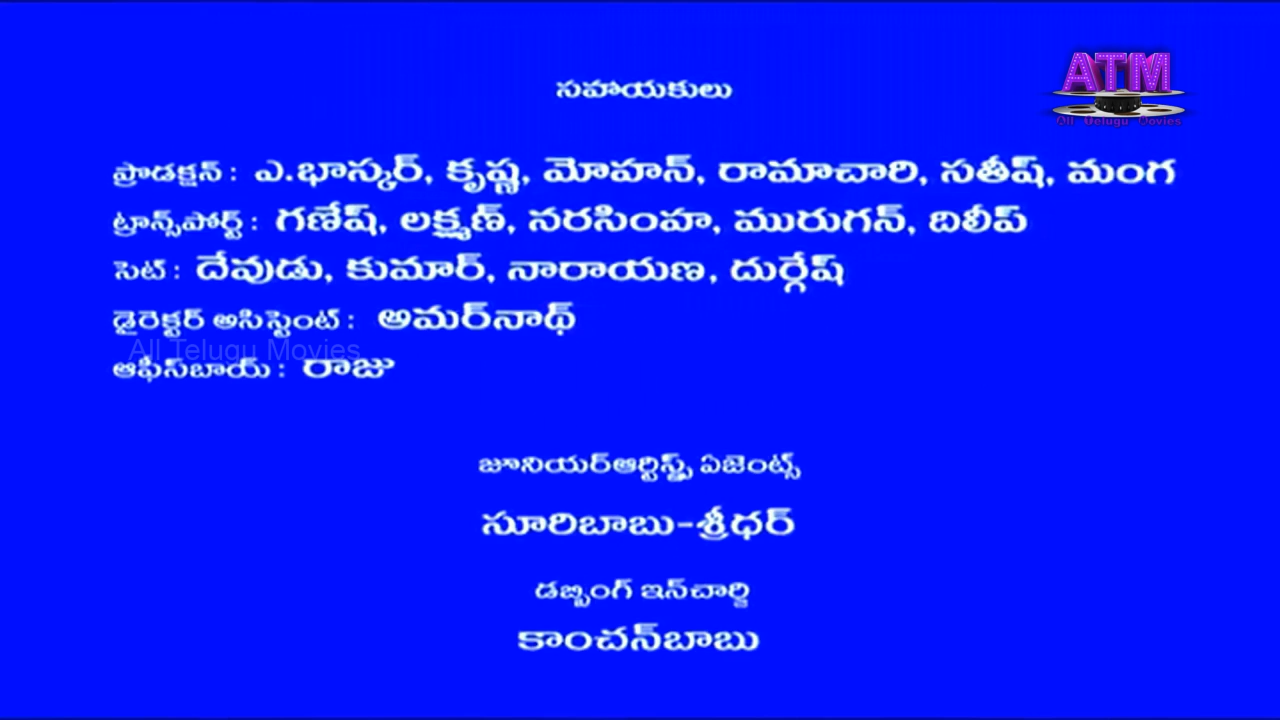 సహాయకులు
ATM
All Telugu Movies
ప్రొడక్షన్ : ఎ.భాస్కర్, కృష్ణ, మోహన్, రామాచారి, సతీష్, మంగ
ట్రాన్స్‌పోర్ట్ : గణేష్, లక్ష్మణ్, నరసింహ, మురుగన్, దిలీప్
సెట్ : దేవుడు, కుమార్, నారాయణ, దుర్గేష్
డైరెక్టర్ అసిస్టెంట్ : అమర్‌నాథ్
All Telugu Movies
ఆఫీస్‌బాయ్ : రాజు
జూనియర్‌ఆర్టిస్ట్స్ ఏజెంట్స్
సూరిబాబు-శ్రీధర్
డబ్బింగ్ ఇన్‌చార్జి
కాంచన్‌బాబు